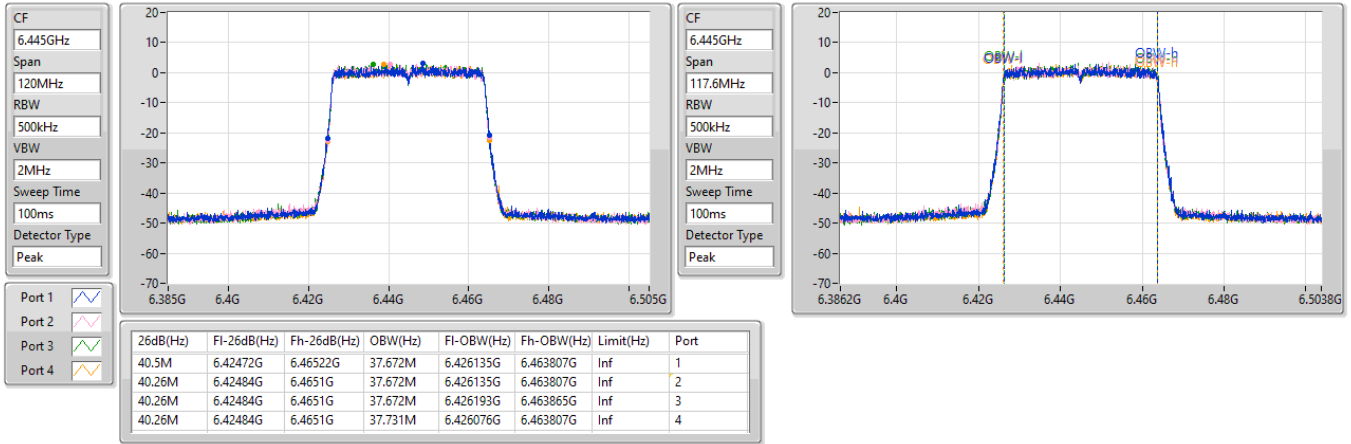 CF
6.445GHz
Span
120MHz
RBW
500kHz
VBW
2MHz
Sweep Time
100ms
Detector Type
Peak
20
10
0
-10
-20
-30
-40
-50
-60
-70
6.385G 6.4G 6.42G 6.44G 6.46G 6.48G 6.505G
CF
6.445GHz
Span
117.6MHz
RBW
500kHz
VBW
2MHz
Sweep Time
100ms
Detector Type
Peak
20
10
0
-10
-20
-30
-40
-50
-60
-70
OBW-l OBW-h
6.3862G 6.4G 6.42G 6.44G 6.46G 6.48G 6.5038G
Port 1
Port 2
Port 3
Port 4
26dB(Hz) Fl-26dB(Hz) Fh-26dB(Hz) OBW(Hz) Fl-OBW(Hz) Fh-OBW(Hz) Limit(Hz) Port
40.5M 6.42472G 6.46522G 37.672M 6.426135G 6.463807G Inf 1
40.26M 6.42484G 6.4651G 37.672M 6.426135G 6.463807G Inf 2
40.26M 6.42484G 6.4651G 37.672M 6.426193G 6.463865G Inf 3
40.26M 6.42484G 6.4651G 37.731M 6.426076G 6.463807G Inf 4